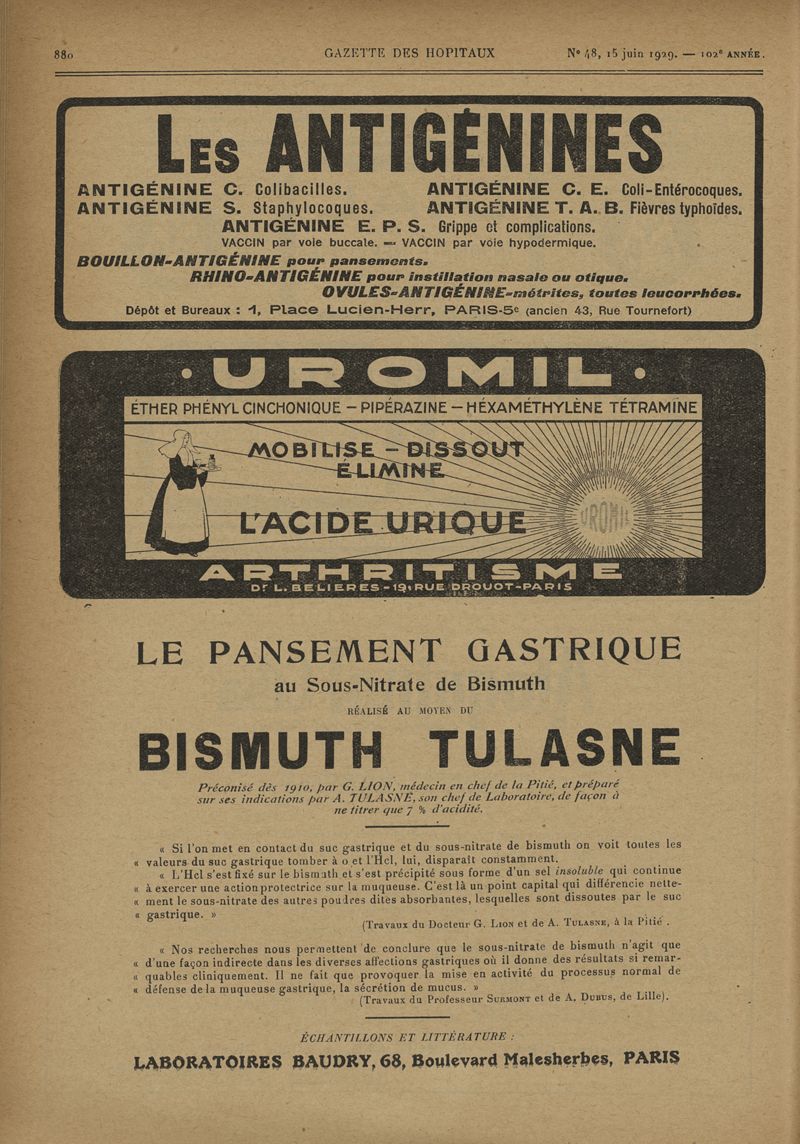 880
GAZETTE DES HOPITAUX
N° 48, 15 juin 1929. — 102e ANNÉE.
LES ANTIGÉNINES
ANTIGÉNINE C. Colibacilles. ANTIGÉNINE C. E. Coli-Entérocoques.
ANTIGÉNINE S. Staphylocoques. ANTIGÉNINE T. A. B. Fièvres typhoïdes.
ANTIGÉNINE E. P. S. Grippe et complications.
VACCIN par voie buccale. — VACCIN par voie hypodermique.
BOUILLON-ANTIGÉNINE pour pansements.
RHINO-ANTIGÉNINE pour instillation nasale ou otique.
OVULES-ANTIGÉNINE-métrites, toutes leucorrhées.
Dépôt et Bureaux : 1, Place Lucien-Herr, PARIS-5e (ancien 43, Rue Tournefort)
· UROMIL ·
ÉTHER PHÉNYL CINCHONIQUE – PIPÉRAZINE – HÉXAMÉTHYLÈNE TÉTRAMINE
MOBILISE – DISSOUT
ÉLIMINE
L'ACIDE URIQUE
UROMIL
ARTHRITISME
Dr L. BELIERES - 19, RUE DROUOT - PARIS
LE PANSEMENT GASTRIQUE
au Sous-Nitrate de Bismuth
RÉALISÉ AU MOYEN DU
BISMUTH TULASNE
Préconisé dès 1910, par G. LION, médecin en chef de la Pitié, et préparé
sur ses indications par A. TULASNE, son chef de Laboratoire, de façon à
ne titrer que 7 % d'acidité.
« Si l'on met en contact du suc gastrique et du sous-nitrate de bismuth on voit toutes les
« valeurs du suc gastrique tomber à 0 et l'Hcl, lui, disparaît constamment.
« L'Hcl s'est fixé sur le bismuth et s'est précipité sous forme d'un sel insoluble qui continue
« à exercer une action protectrice sur la muqueuse. C'est là un point capital qui différencie nette-
« ment le sous-nitrate des autres poudres dites absorbantes, lesquelles sont dissoutes par le suc
« gastrique. »
(Travaux du Docteur G. LION et de A. TULASNE, à la Pitié.
« Nos recherches nous permettent de conclure que le sous-nitrate de bismuth n'agit que
« d'une façon indirecte dans les diverses affections gastriques où il donne des résultats si remar-
« quables cliniquement. Il ne fait que provoquer la mise en activité du processus normal de
« défense de la muqueuse gastrique, la sécrétion de mucus. »
(Travaux du Professeur SURMONT et de A. DUBUS, de Lille).
ÉCHANTILLONS ET LITTÉRATURE :
LABORATOIRES BAUDRY, 68, Boulevard Malesherbes, PARIS